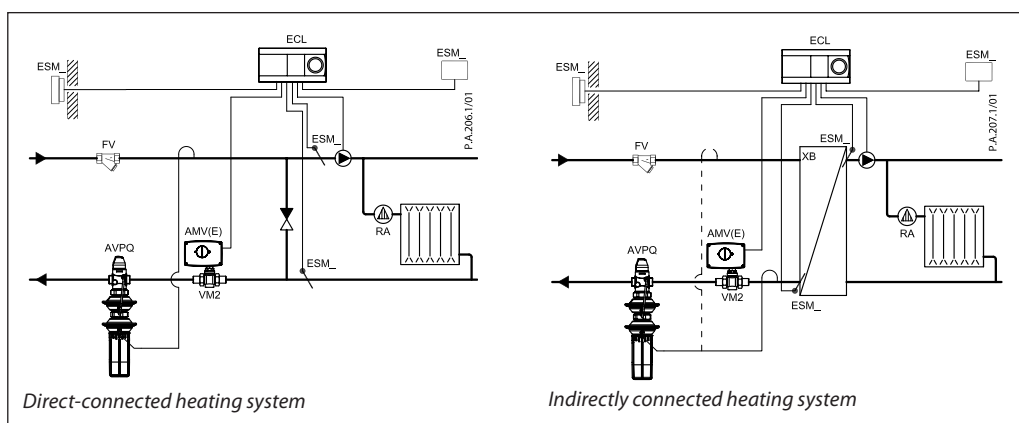 ECL
ESM_
ESM_
P.A.206.1/01
FV
ESM_
AMV(E)
RA
AVPQ
ESM_
VM2
Direct-connected heating system
ECL
ESM_
ESM_
P.A.207.1/01
ESM_
FV
XB
AMV(E)
RA
AVPQ
VM2
ESM_
Indirectly connected heating system